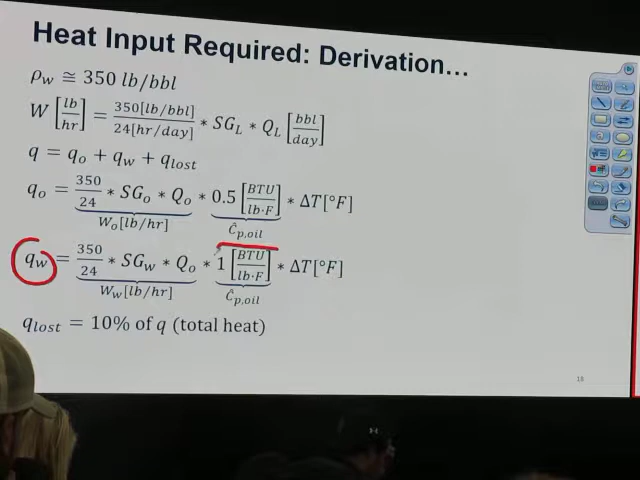 Heat Input Required: Derivation…
ρ_w ≅ 350 lb/bbl
W [lb/hr] = 350[lb/bbl]/24[hr/day] * SG_L * Q_L [bbl/day]
q = q_o + q_w + q_lost
q_o = 350/24 * SG_o * Q_o * 0.5 [BTU/lb·F] * ΔT[°F]
W_o[lb/hr] Ĉ_p,oil
q_w = 350/24 * SG_w * Q_o * 1 [BTU/lb·F] * ΔT[°F]
W_w[lb/hr] Ĉ_p,oil
q_lost = 10% of q (total heat)
18